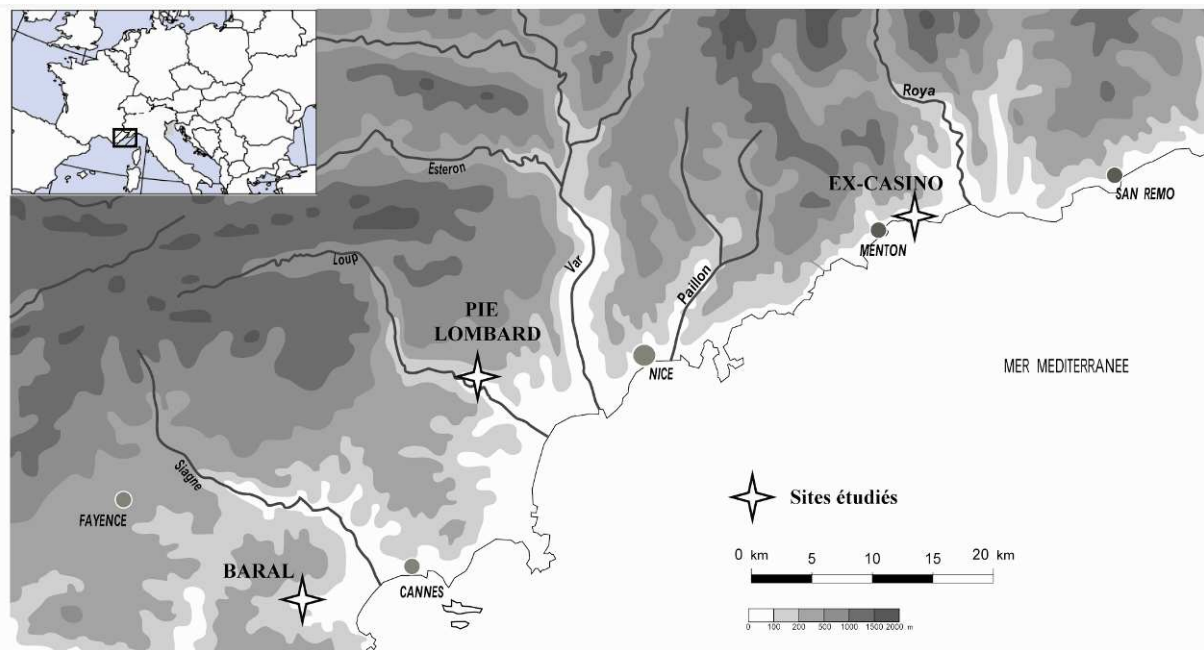 Roya
Esteron
EX-CASINO
SAN REMO
MENTON
Loup
Var
Paillon
PIE
LOMBARD
NICE
MER MEDITERRANEE
Siagne
Sites étudiés
FAYENCE
0 km 5 10 15 20 km
BARAL
CANNES
0 100 200 500 1000 1500 2000 m